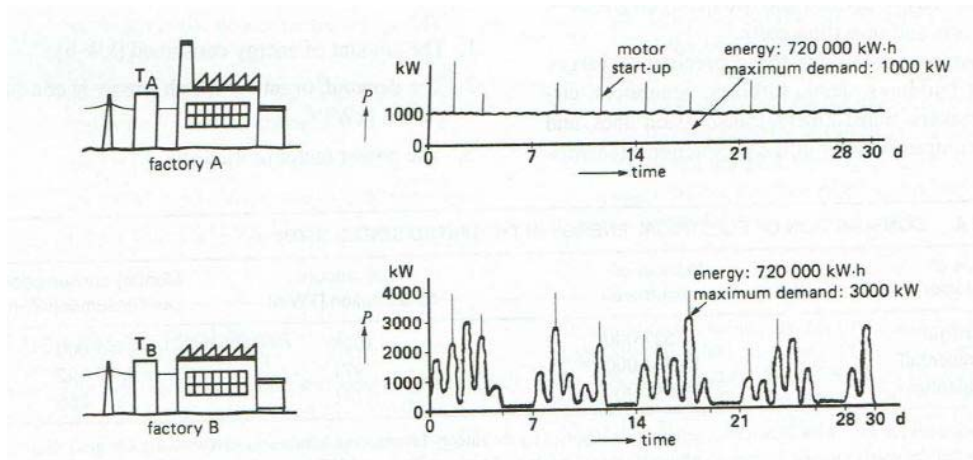 T_A
factory A
kW
P
1000
0
motor
start-up
energy: 720 000 kW·h
maximum demand: 1000 kW
0 7 14 21 28 30
time
T_B
factory B
kW
4000
P
3000
2000
1000
0
energy: 720 000 kW·h
maximum demand: 3000 kW
0 7 14 21 28 30 d
time